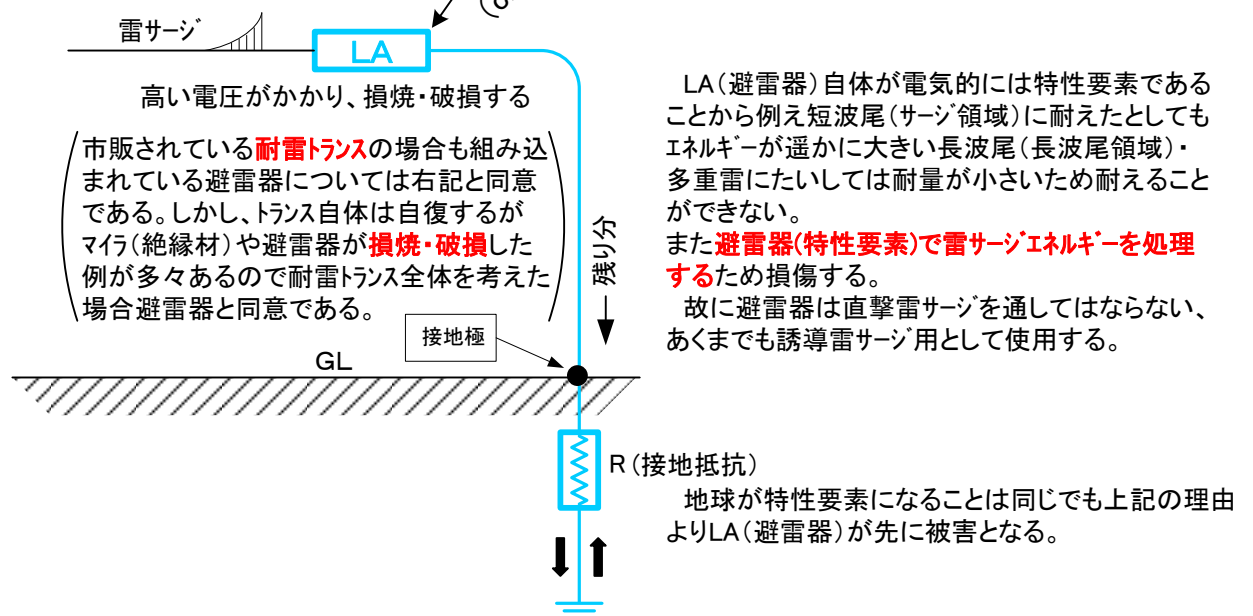 雷サージ
LA
高い電圧がかかり、損焼・破損する
市販されている耐雷トランスの場合も組み込
まれている避雷器については右記と同意
である。しかし、トランス自体は自復するが
マイラ(絶縁材)や避雷器が損焼・破損した
例が多々あるので耐雷トランス全体を考えた
場合避雷器と同意である。
残り分
接地極
GL
LA(避雷器)自体が電気的には特性要素である
ことから例え短波尾(サージ領域)に耐えたとしても
エネルギーが遥かに大きい長波尾(長波尾領域)・
多重雷にたいしては耐量が小さいため耐えること
ができない。
また避雷器(特性要素)で雷サージエネルギーを処理
するため損傷する。
故に避雷器は直撃雷サージを通してはならない、
あくまでも誘導雷サージ用として使用する。
R(接地抵抗)
地球が特性要素になることは同じでも上記の理由
よりLA(避雷器)が先に被害となる。